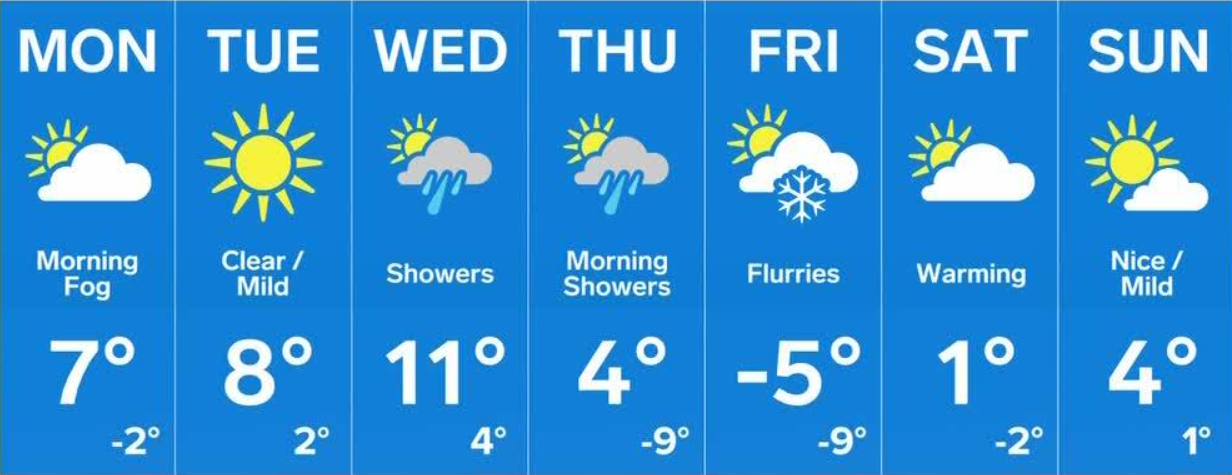 MON
Morning
Fog
7°
-2°
TUE
Clear /
Mild
8°
2°
WED
Showers
11°
4°
THU
Morning
Showers
4°
-9°
FRI
Flurries
-5°
-9°
SAT
Warming
1°
-2°
SUN
Nice /
Mild
4°
1°